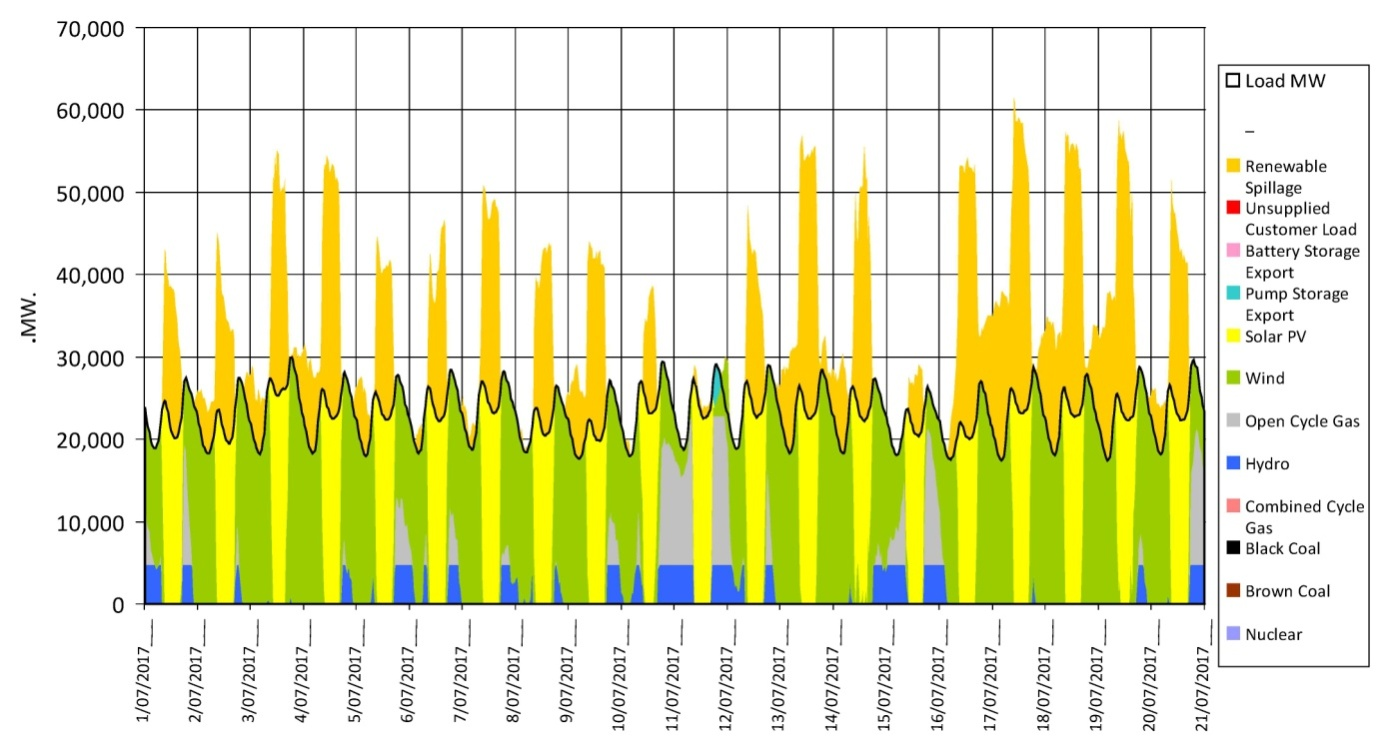 70,000
60,000
50,000
40,000
30,000
20,000
10,000
0
.MW.
1/07/2017
2/07/2017
3/07/2017
4/07/2017
5/07/2017
6/07/2017
7/07/2017
8/07/2017
9/07/2017
10/07/2017
11/07/2017
12/07/2017
13/07/2017
14/07/2017
15/07/2017
16/07/2017
17/07/2017
18/07/2017
19/07/2017
20/07/2017
21/07/2017
Load MW
–
Renewable
Spillage
Unsupplied
Customer Load
Battery Storage
Export
Pump Storage
Export
Solar PV
Wind
Open Cycle Gas
Hydro
Combined Cycle
Gas
Black Coal
Brown Coal
Nuclear